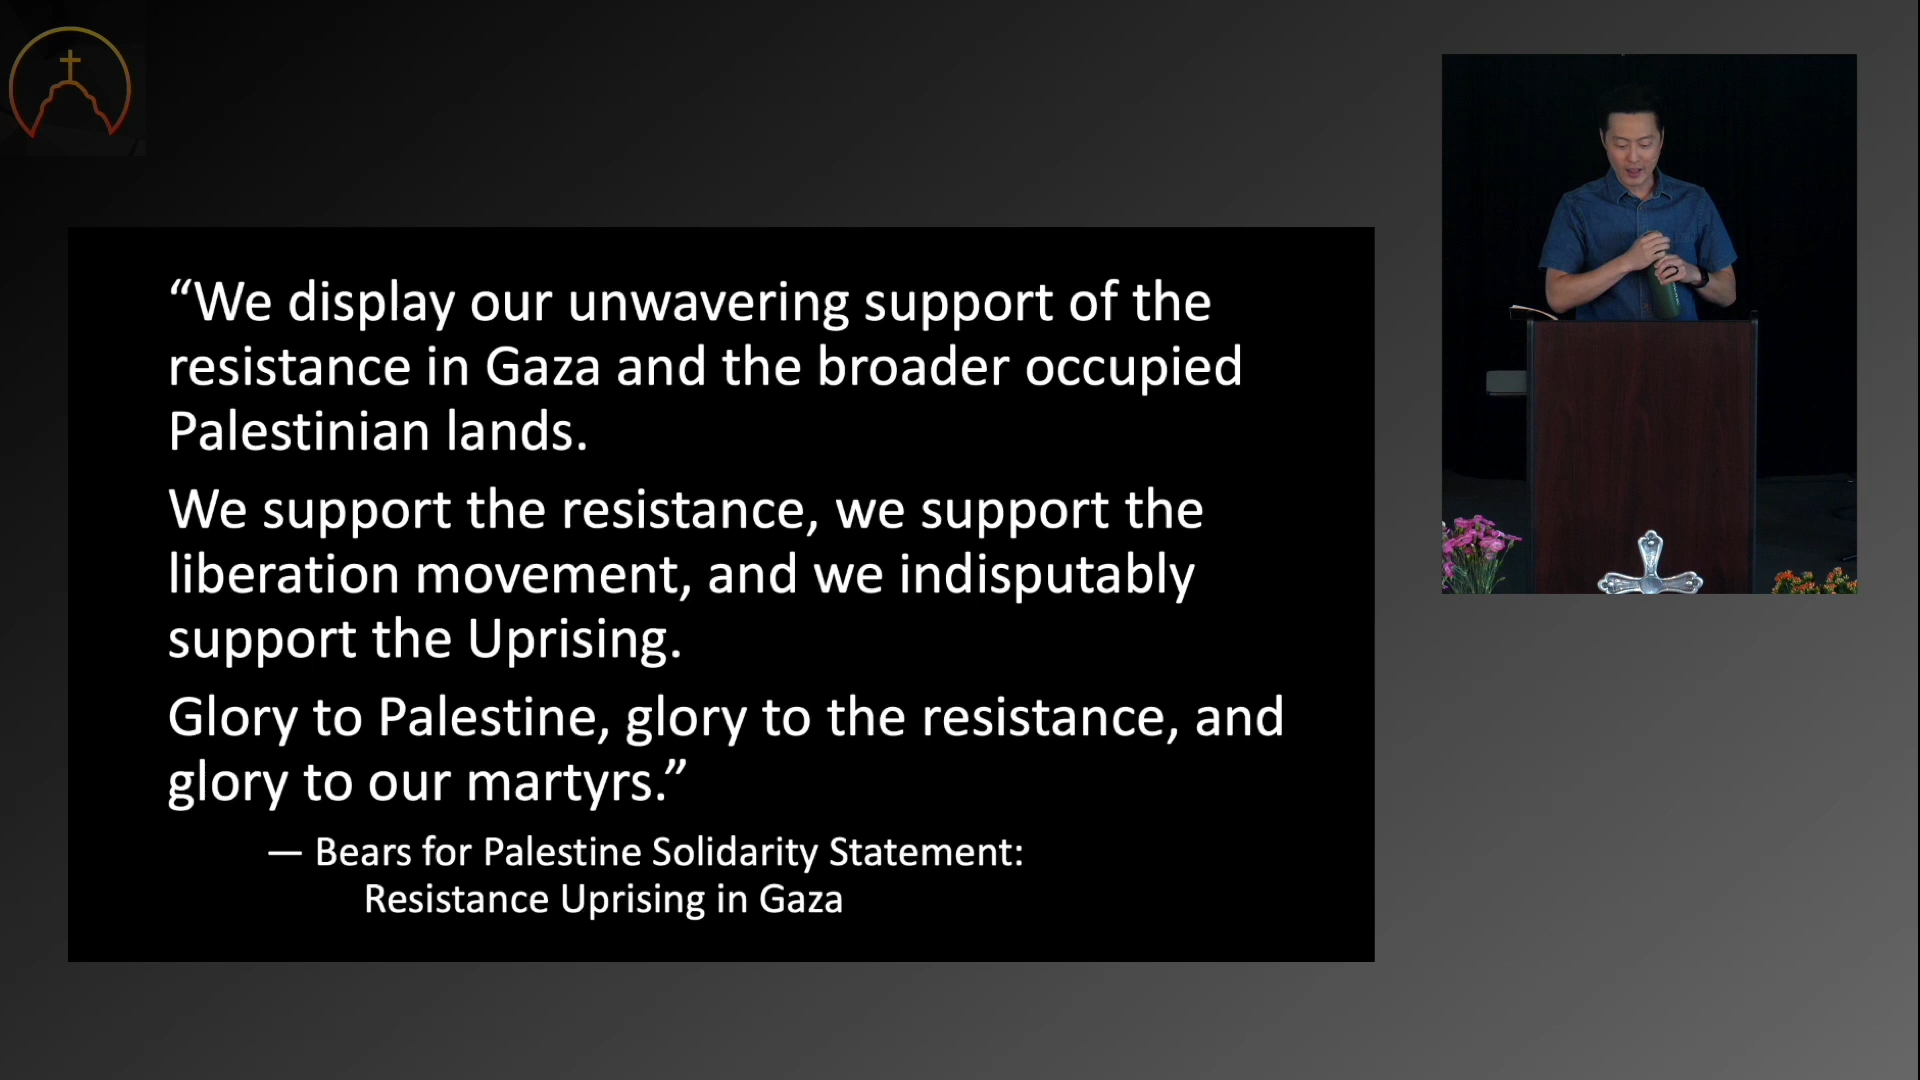 “We display our unwavering support of the
resistance in Gaza and the broader occupied
Palestinian lands.
We support the resistance, we support the
liberation movement, and we indisputably
support the Uprising.
Glory to Palestine, glory to the resistance, and
glory to our martyrs.”
— Bears for Palestine Solidarity Statement:
Resistance Uprising in Gaza